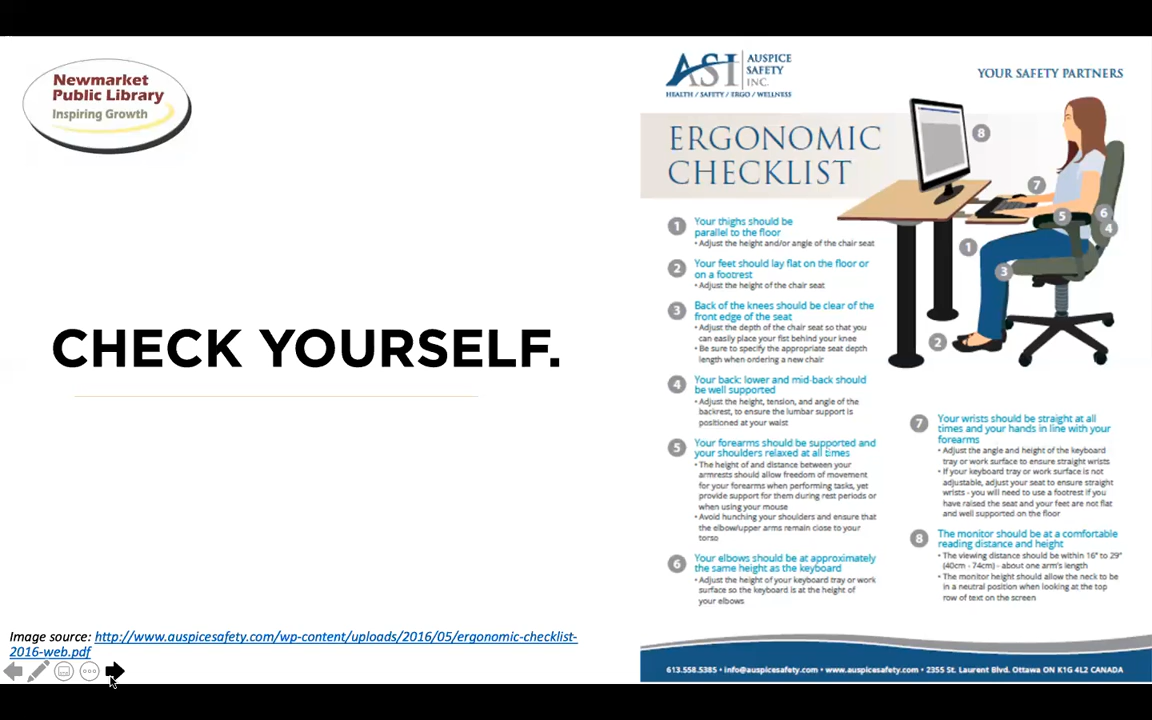 Newmarket
Public Library
Inspiring Growth
CHECK YOURSELF.
Image source: http://www.auspicesafety.com/wp-content/uploads/2016/05/ergonomic-checklist-
2016-web.pdf
ASI AUSPICE
SAFETY
INC.
HEALTH / SAFETY / ERGO / WELLNESS
YOUR SAFETY PARTNERS
ERGONOMIC
CHECKLIST
1 Your thighs should be
parallel to the floor
• Adjust the height and/or angle of the chair seat
2 Your feet should lay flat on the floor or
on a footrest
• Adjust the height of the chair seat
3 Back of the knees should be clear of the
front edge of the seat
• Adjust the depth of the chair seat so that you
can easily place your fist behind your knee
• Be sure to specify the appropriate seat depth
length when ordering a new chair
4 Your back: lower and mid-back should
be well supported
• Adjust the height, tension, and angle of the
backrest, to ensure the lumbar support is
positioned at your waist
5 Your forearms should be supported and
your shoulders relaxed at all times
• The height of and distance between your
armrests should allow freedom of movement
for your forearms when performing tasks, yet
provide support for them during rest periods or
when using your mouse
• Avoid hunching your shoulders and ensure that
the elbow/upper arms remain close to your
torso
6 Your elbows should be at approximately
the same height as the keyboard
• Adjust the height of your keyboard tray or work
surface so the keyboard is at the height of
your elbows
8
7
5
6
4
1
3
2
7 Your wrists should be straight at all
times and your hands in line with your
forearms
• Adjust the angle and height of the keyboard
tray or work surface to ensure straight wrists
• If your keyboard tray or work surface is not
adjustable, adjust your seat to ensure straight
wrists - you will need to use a footrest if you
have raised the seat and your feet are not flat
and well supported on the floor
8 The monitor should be at a comfortable
reading distance and height
• The viewing distance should be within 16" to 29"
(40cm - 74cm) - about one arm's length
• The monitor height should allow the neck to be
in a neutral position when looking at the top
row of text on the screen
613.558.5385 • info@auspicesafety.com • www.auspicesafety.com • 2355 St. Laurent Blvd. Ottawa ON K1G 4L2 CANADA